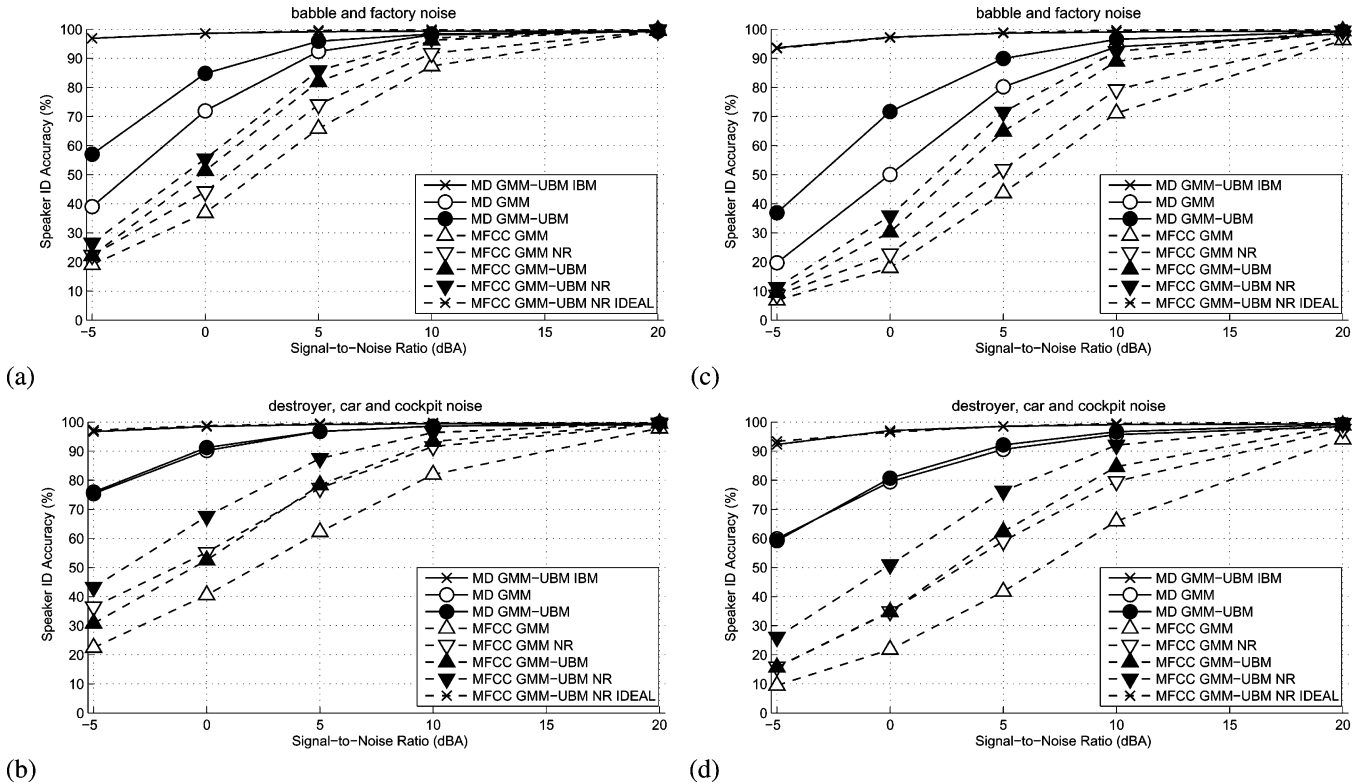 babble and factory noise
Speaker ID Accuracy (%)
100
90
80
70
60
50
40
30
20
10
0
−5
0
5
10
15
20
Signal−to−Noise Ratio (dBA)
MD GMM−UBM IBM
MD GMM
MD GMM−UBM
MFCC GMM
MFCC GMM NR
MFCC GMM−UBM
MFCC GMM−UBM NR
MFCC GMM−UBM NR IDEAL
(a)
babble and factory noise
Speaker ID Accuracy (%)
100
90
80
70
60
50
40
30
20
10
0
−5
0
5
10
15
20
Signal−to−Noise Ratio (dBA)
MD GMM−UBM IBM
MD GMM
MD GMM−UBM
MFCC GMM
MFCC GMM NR
MFCC GMM−UBM
MFCC GMM−UBM NR
MFCC GMM−UBM NR IDEAL
(c)
destroyer, car and cockpit noise
Speaker ID Accuracy (%)
100
90
80
70
60
50
40
30
20
10
0
−5
0
5
10
15
20
Signal−to−Noise Ratio (dBA)
MD GMM−UBM IBM
MD GMM
MD GMM−UBM
MFCC GMM
MFCC GMM NR
MFCC GMM−UBM
MFCC GMM−UBM NR
MFCC GMM−UBM NR IDEAL
(b)
destroyer, car and cockpit noise
Speaker ID Accuracy (%)
100
90
80
70
60
50
40
30
20
10
0
−5
0
5
10
15
20
Signal−to−Noise Ratio (dBA)
MD GMM−UBM IBM
MD GMM
MD GMM−UBM
MFCC GMM
MFCC GMM NR
MFCC GMM−UBM
MFCC GMM−UBM NR
MFCC GMM−UBM NR IDEAL
(d)